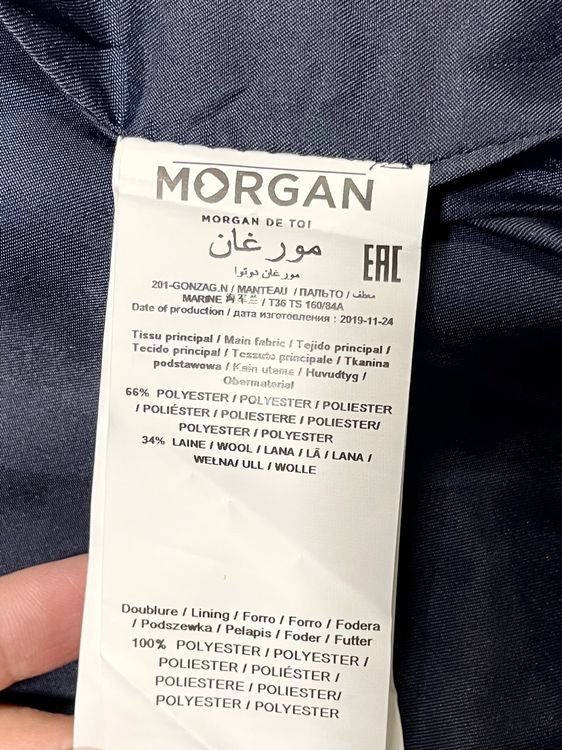 MORGAN
MORGAN DE TOI
مورغان
مورغان دوتوا
EAC
201-GONZAG.N / MANTEAU / ПАЛЬТО / معطف
MARINE 海军兰 / T36 TS 160/84A
Date of production / дата изготовления : 2019-11-24
Tissu principal / Main fabric / Tejido principal /
Tecido principal / Tessuto principale / Tkanina
podstawowa / Kain utema / Huvudtyg /
Obermaterial
66% POLYESTER / POLYESTER / POLIESTER
/ POLIÉSTER / POLIESTERE / POLIESTER/
POLYESTER / POLYESTER
34% LAINE / WOOL / LANA / LÃ / LANA /
WEŁNA/ ULL / WOLLE
Doublure / Lining / Forro / Forro / Fodera
/ Podszewka / Pelapis / Foder / Futter
100% POLYESTER / POLYESTER /
POLIESTER / POLIÉSTER /
POLIESTERE / POLIESTER/
POLYESTER / POLYESTER